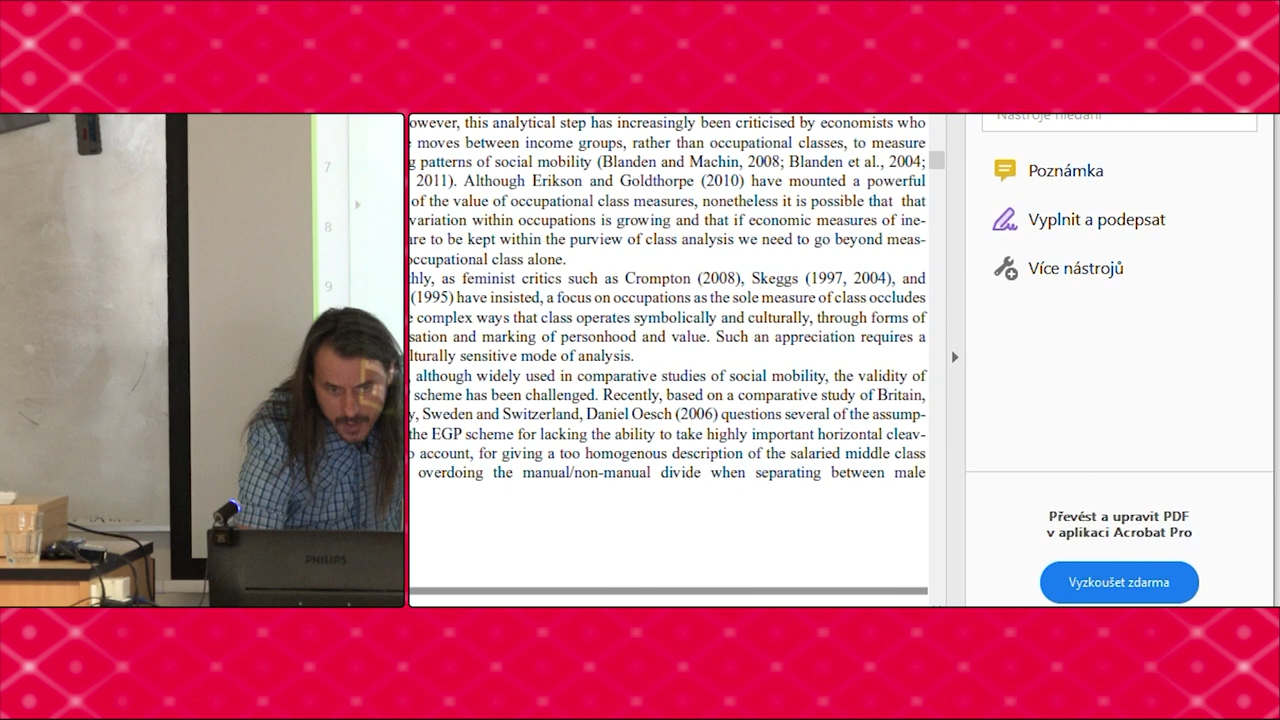 7
8
9
PHILIPS
owever, this analytical step has increasingly been criticised by economists who
moves between income groups, rather than occupational classes, to measure
g patterns of social mobility (Blanden and Machin, 2008; Blanden et al., 2004;
2011). Although Erikson and Goldthorpe (2010) have mounted a powerful
of the value of occupational class measures, nonetheless it is possible that that
variation within occupations is growing and that if economic measures of ine-
are to be kept within the purview of class analysis we need to go beyond meas-
occupational class alone.
hly, as feminist critics such as Crompton (2008), Skeggs (1997, 2004), and
(1995) have insisted, a focus on occupations as the sole measure of class occludes
complex ways that class operates symbolically and culturally, through forms of
sation and marking of personhood and value. Such an appreciation requires a
lturally sensitive mode of analysis.
, although widely used in comparative studies of social mobility, the validity of
scheme has been challenged. Recently, based on a comparative study of Britain,
y, Sweden and Switzerland, Daniel Oesch (2006) questions several of the assump-
the EGP scheme for lacking the ability to take highly important horizontal cleav-
o account, for giving a too homogenous description of the salaried middle class
overdoing the manual/non-manual divide when separating between male
Nástroje hledání
Poznámka
Vyplnit a podepsat
Více nástrojů
Převést a upravit PDF
v aplikaci Acrobat Pro
Vyzkoušet zdarma